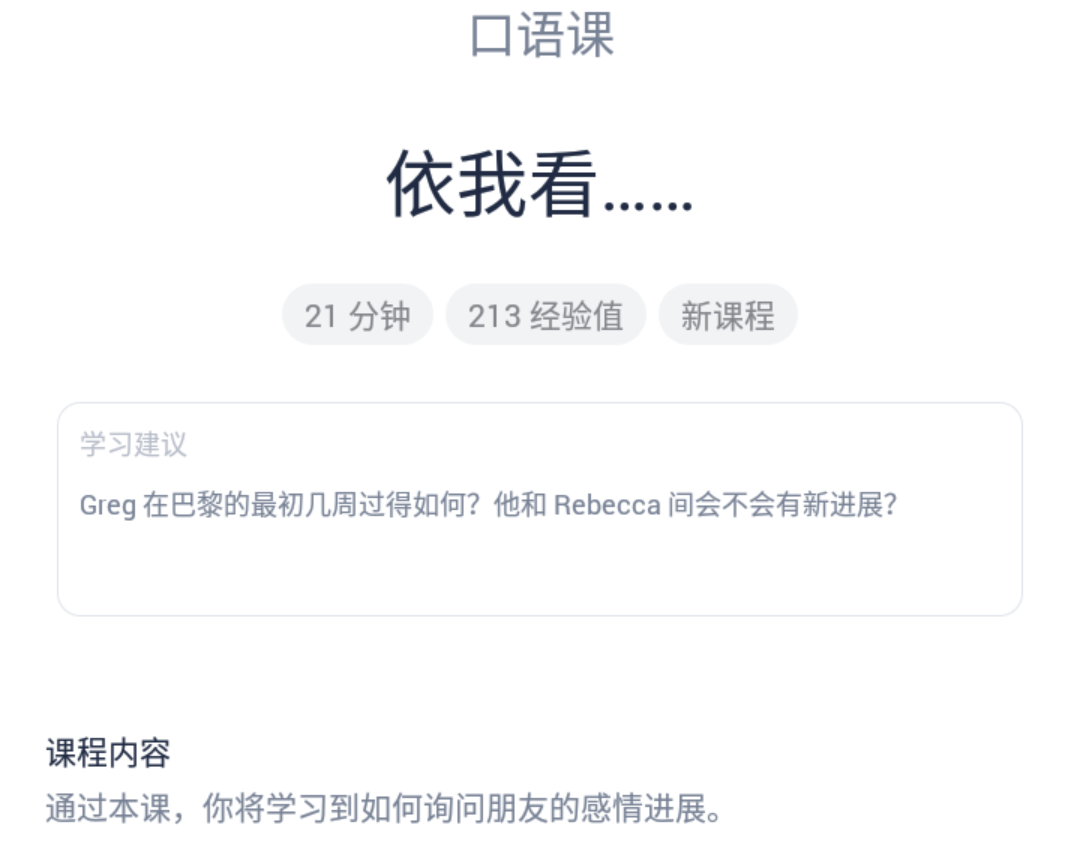 口语课
依我看……
21 分钟
213 经验值
新课程
学习建议
Greg 在巴黎的最初几周过得如何？他和 Rebecca 间会不会有新进展？
课程内容
通过本课，你将学习到如何询问朋友的感情进展。